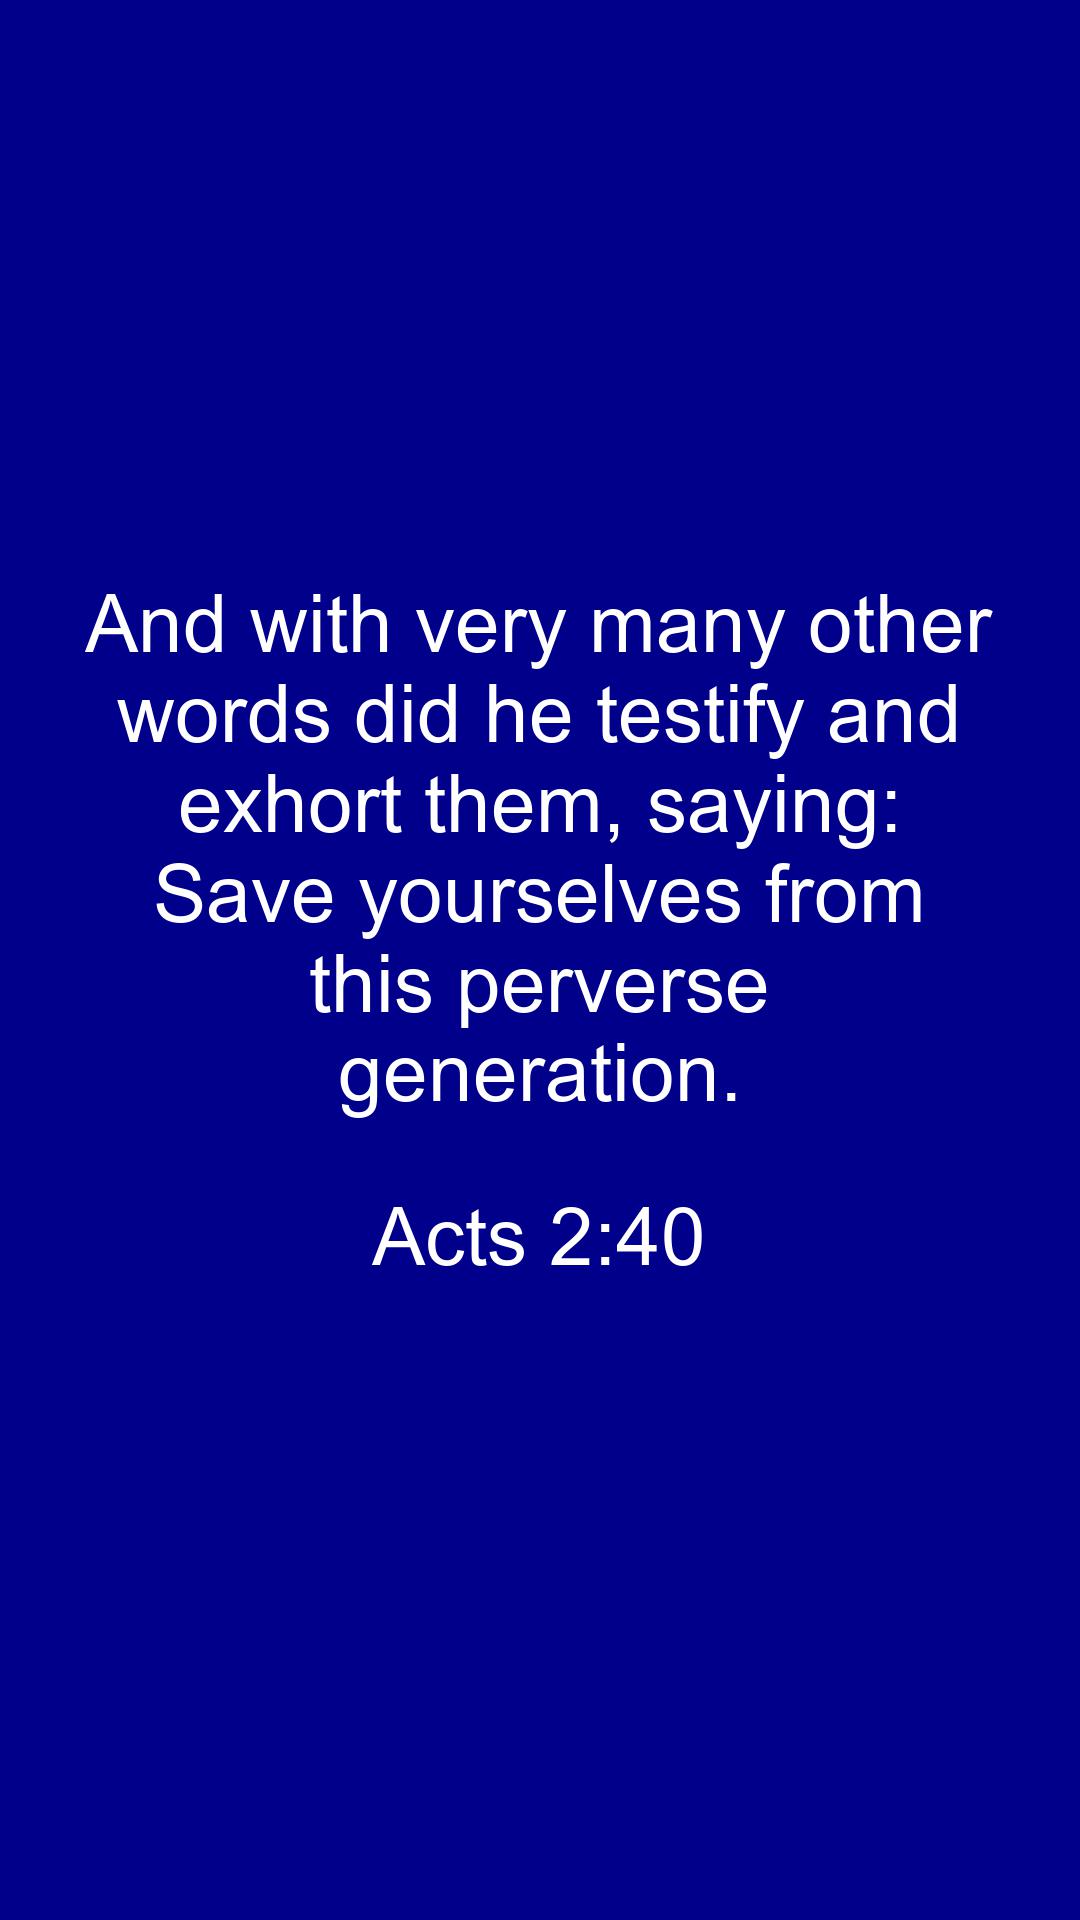 And with very many other
words did he testify and
exhort them, saying:
Save yourselves from
this perverse
generation.
Acts 2:40